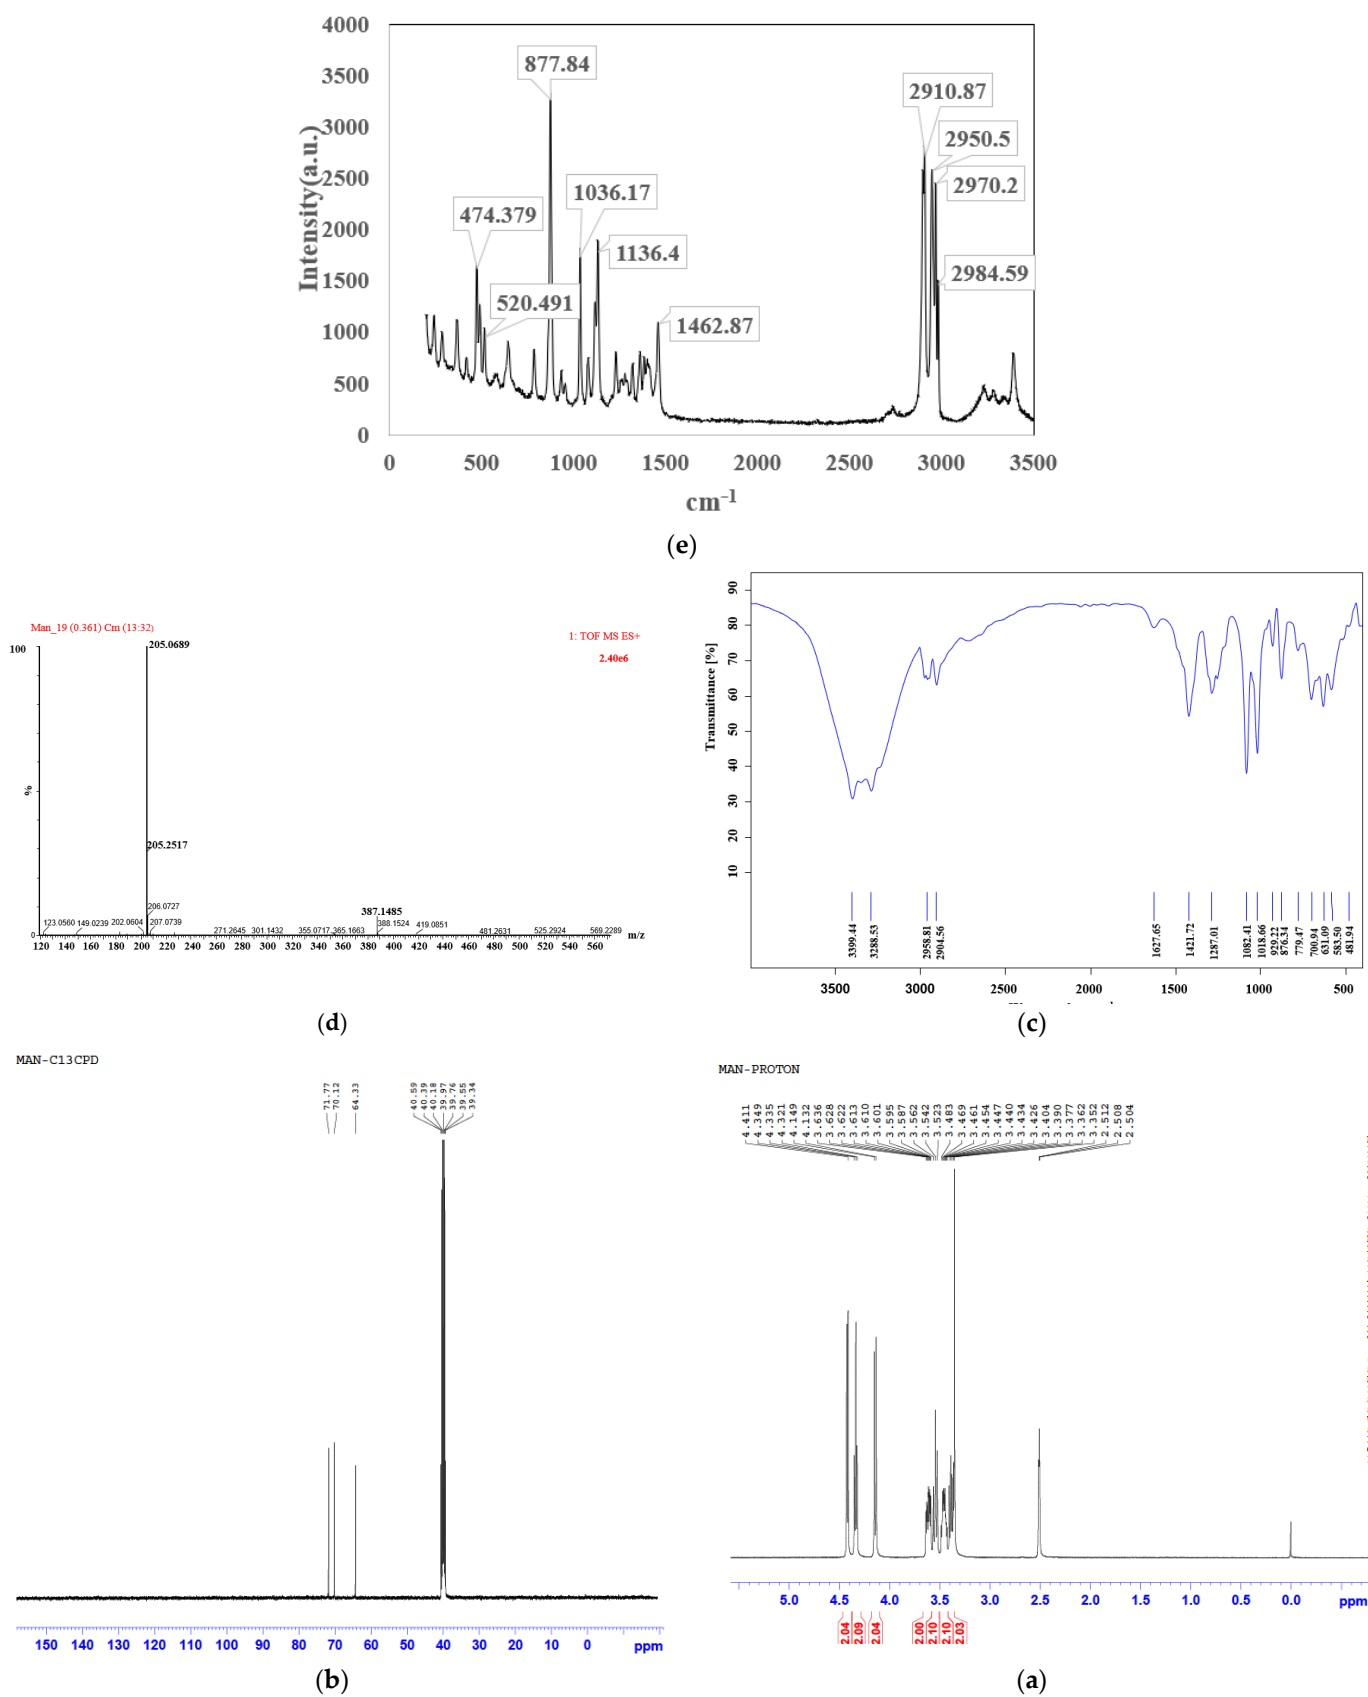 4000
3500
3000
2500
2000
1500
1000
500
0
Intensity(a.u.)
877.84
2910.87
2950.5
1036.17
2970.2
474.379
1136.4
2984.59
520.491
1462.87
0 500 1000 1500 2000 2500 3000 3500
cm⁻¹
(e)
Man_19 (0.361) Cm (13:32)
1: TOF MS ES+
2.40e6
100
%
0
205.0689
205.2517
206.0727
123.0560 149.0239 202.0604 207.0739
271.2645 301.1432 355.0717 365.1663
387.1485
388.1524 419.0851
481.2631 525.2924 569.2289
m/z
120 140 160 180 200 220 240 260 280 300 320 340 360 380 400 420 440 460 480 500 520 540 560
(d)
Transmittance [%]
90
80
70
60
50
40
30
20
10
3399.44 3288.53 2958.81 2904.56 1627.65 1421.72 1287.01 1082.41 1018.66 929.22 876.34 779.47 700.94 631.09 583.50 481.94
3500 3000 2500 2000 1500 1000 500
(c)
MAN-C13CPD
71.77 70.12 64.33 40.59 40.39 40.18 39.97 39.76 39.55 39.34
150 140 130 120 110 100 90 80 70 60 50 40 30 20 10 0 ppm
(b)
MAN-PROTON
4.411 4.349 4.335 4.321 4.149 4.132 3.636 3.628 3.622 3.613 3.610 3.601 3.595 3.587 3.562 3.542 3.523 3.483 3.469 3.461 3.454 3.447 3.440 3.434 3.426 3.404 3.390 3.377 3.362 3.352 2.512 2.508 2.504
5.0 4.5 4.0 3.5 3.0 2.5 2.0 1.5 1.0 0.5 0.0 ppm
2.04 2.09 2.04 2.00 2.10 2.10 2.03
(a)